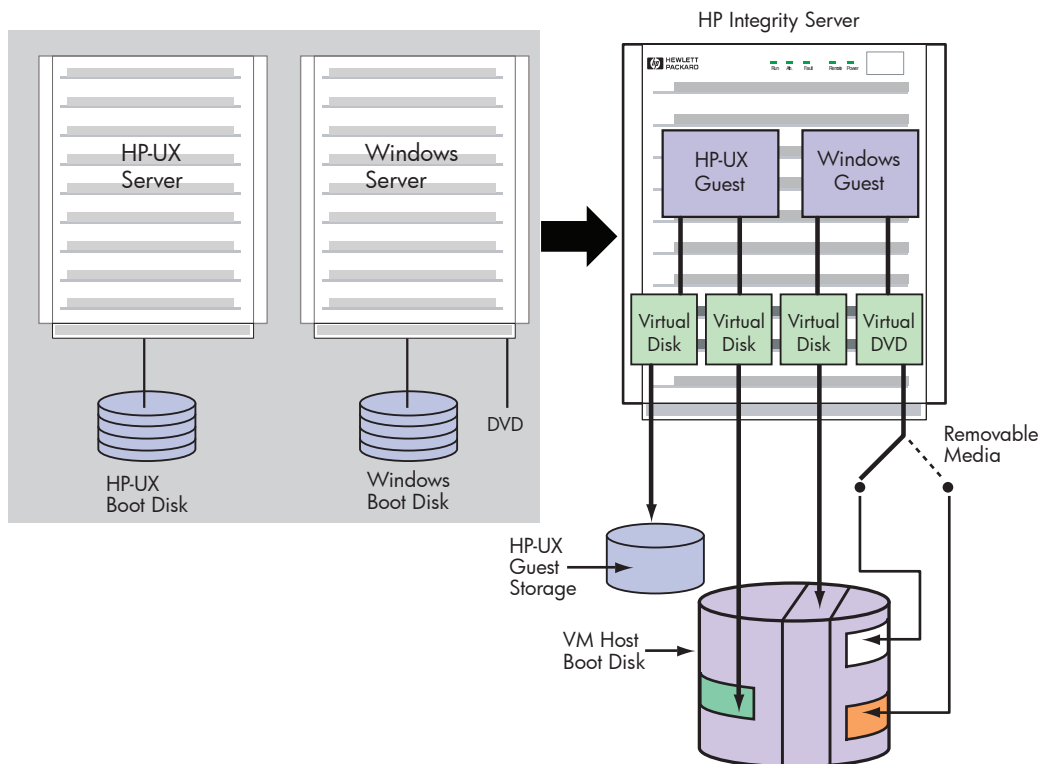 HP Integrity Server
hp HEWLETT
PACKARD
Run Attn. Fault Remote Power
HP-UX
Server
Windows
Server
HP-UX
Guest
Windows
Guest
Virtual
Disk
Virtual
Disk
Virtual
Disk
Virtual
DVD
DVD
HP-UX
Boot Disk
Windows
Boot Disk
Removable
Media
HP-UX
Guest
Storage
VM Host
Boot Disk